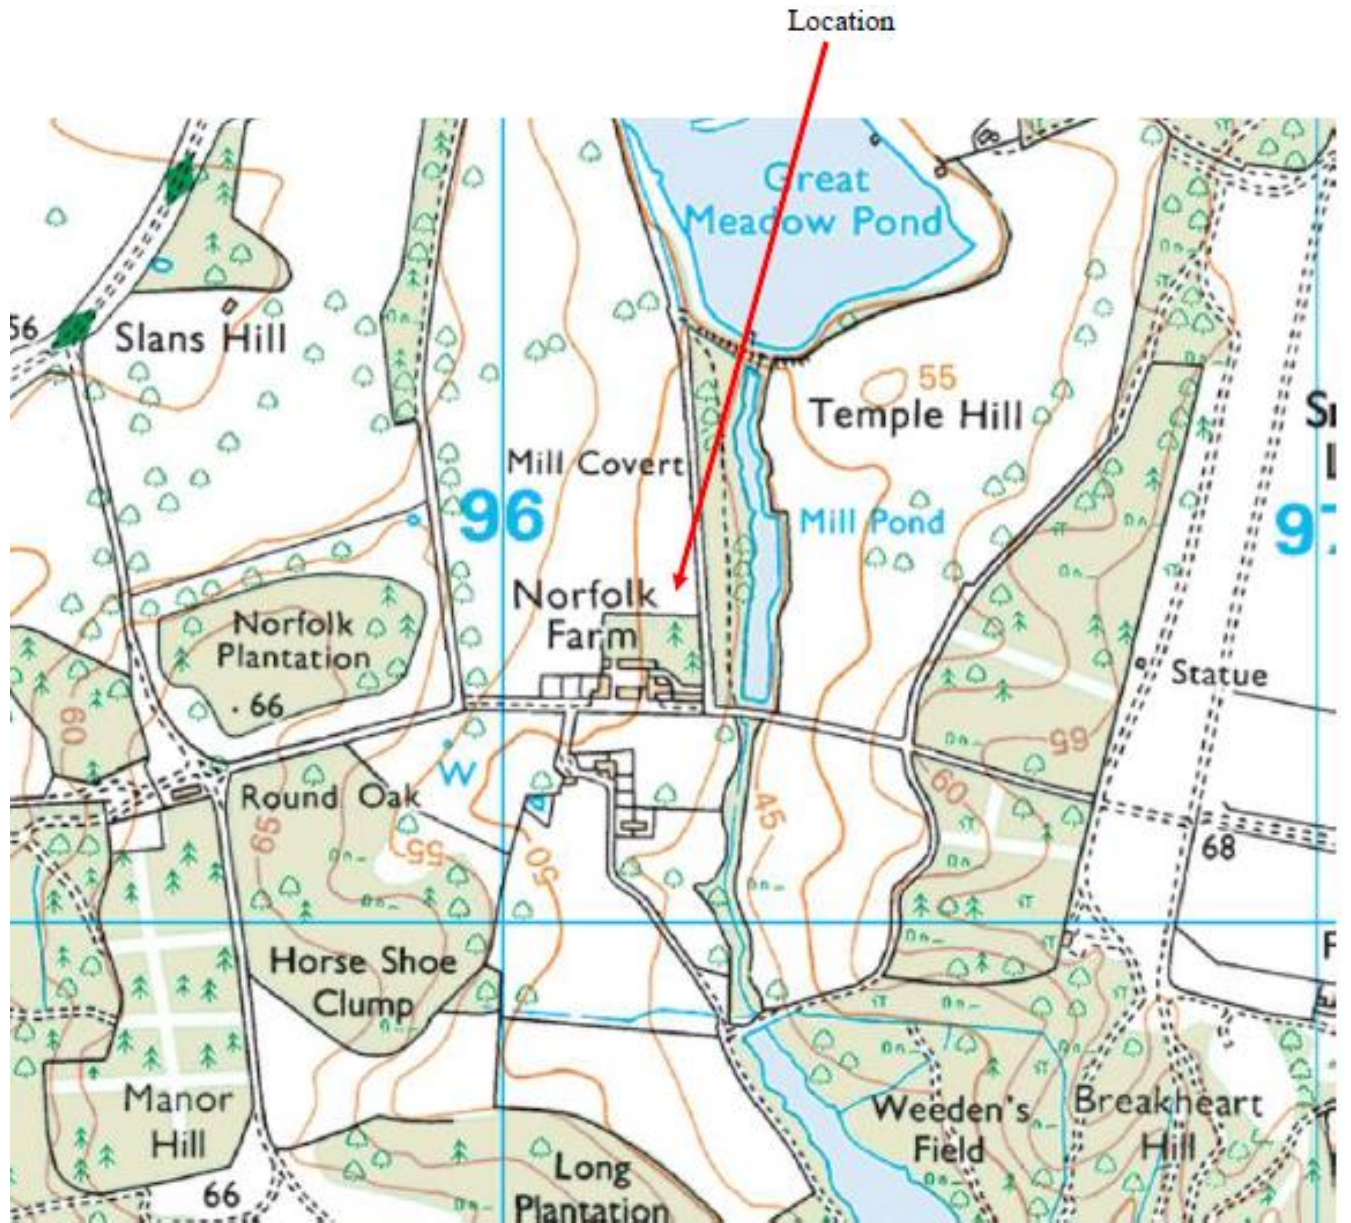 Location
Great
Meadow Pond
56
Slans Hill
55
Temple Hill
Mill Covert
96
Mill Pond
Norfolk
Farm
Norfolk
Plantation
66
Statue
60
65
W
Round Oak
60
65
55
45
50
68
Horse Shoe
Clump
Manor
Hill
Weeden's
Field
Breakheart
Hill
66
Long
Plantation